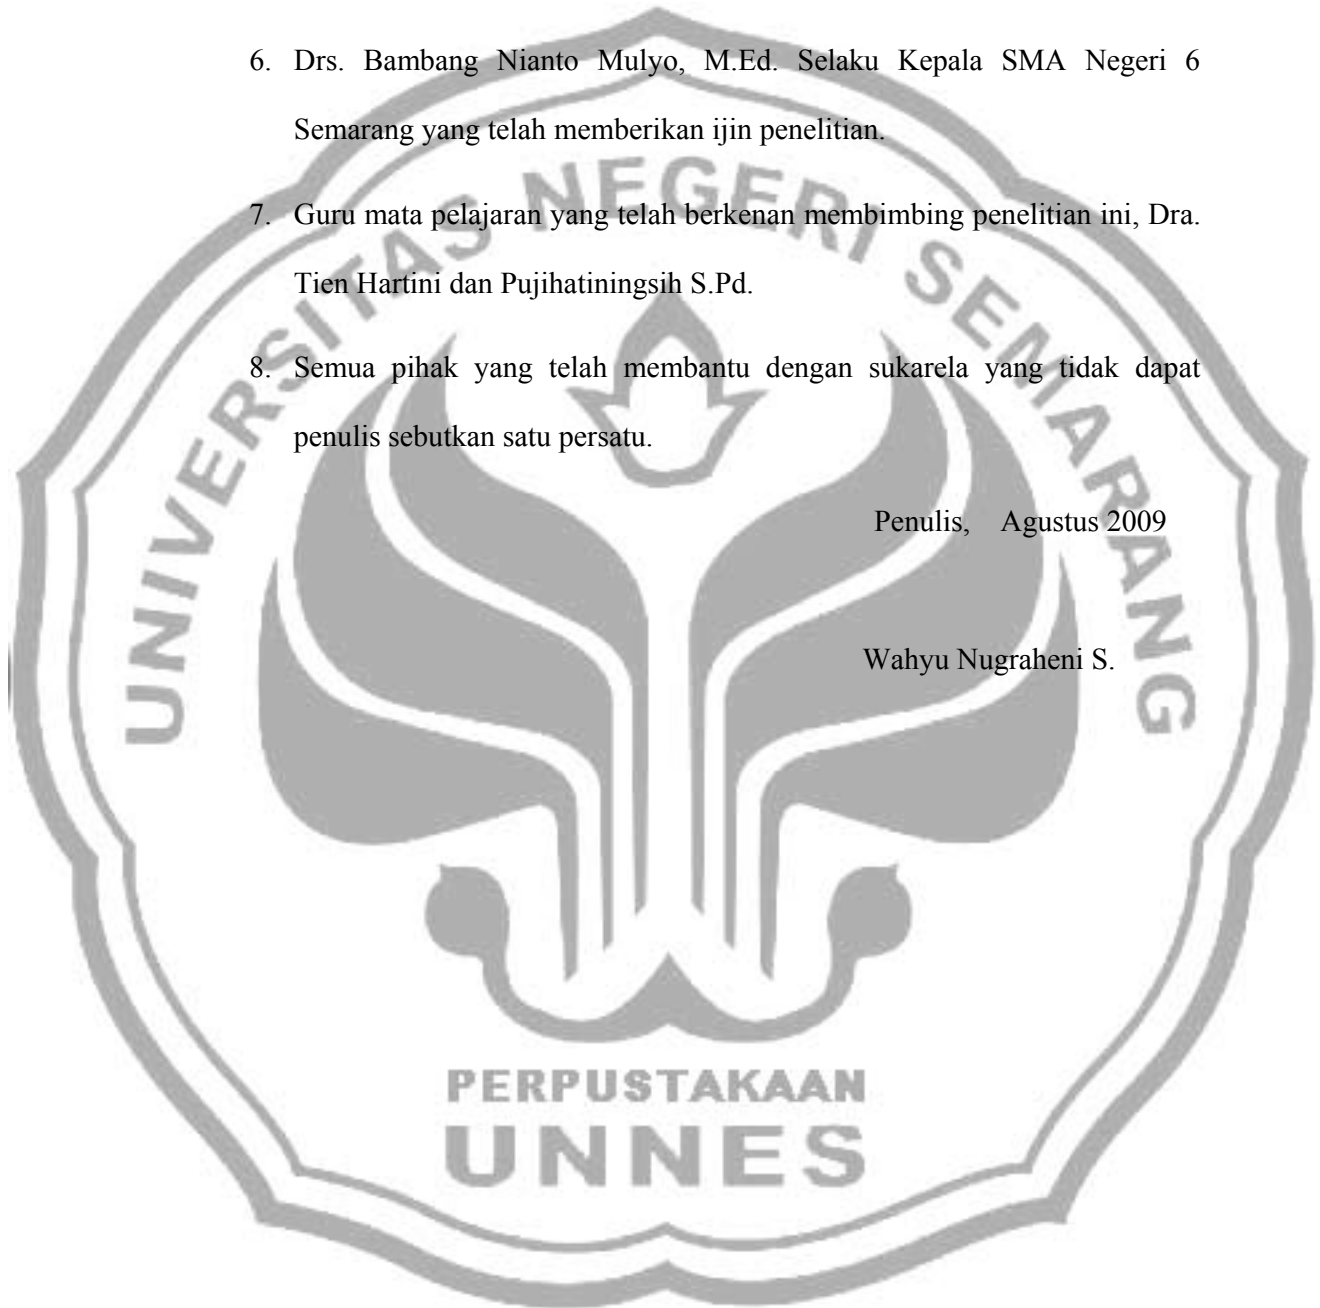 6. Drs. Bambang Nianto Mulyo, M.Ed. Selaku Kepala SMA Negeri 6
Semarang yang telah memberikan ijin penelitian.
7. Guru mata pelajaran yang telah berkenan membimbing penelitian ini, Dra.
Tien Hartini dan Pujihatiningsih S.Pd.
8. Semua pihak yang telah membantu dengan sukarela yang tidak dapat
penulis sebutkan satu persatu.
Penulis, Agustus 2009
Wahyu Nugraheni S.
UNIVERSITAS NEGERI SEMARANG
PERPUSTAKAAN
UNNES